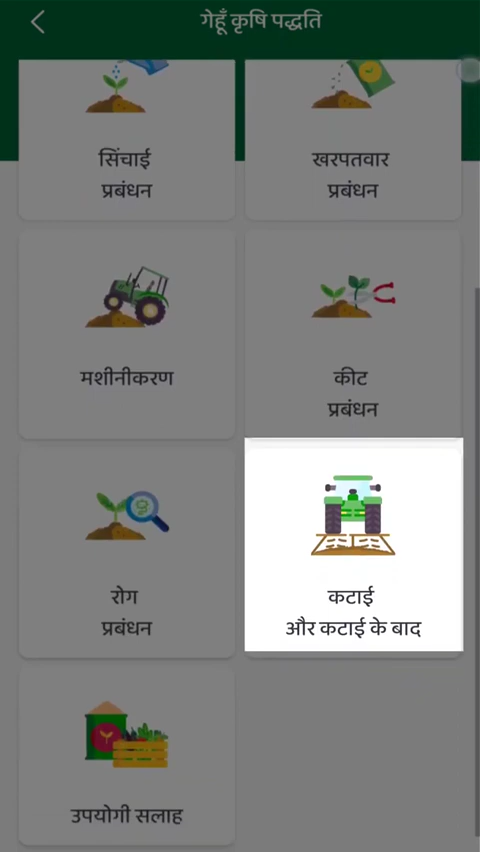 गेहूँ कृषि पद्धति
सिंचाई
प्रबंधन
खरपतवार
प्रबंधन
मशीनीकरण
कीट
प्रबंधन
रोग
प्रबंधन
कटाई
और कटाई के बाद
उपयोगी सलाह